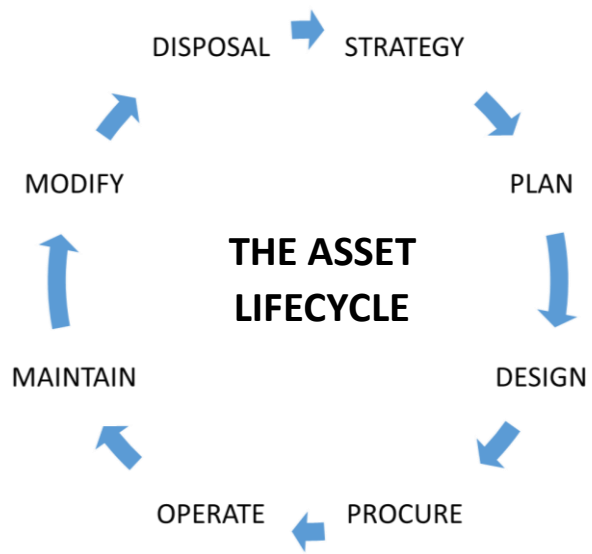 DISPOSAL
STRATEGY
PLAN
DESIGN
PROCURE
OPERATE
MAINTAIN
MODIFY
THE ASSET
LIFECYCLE